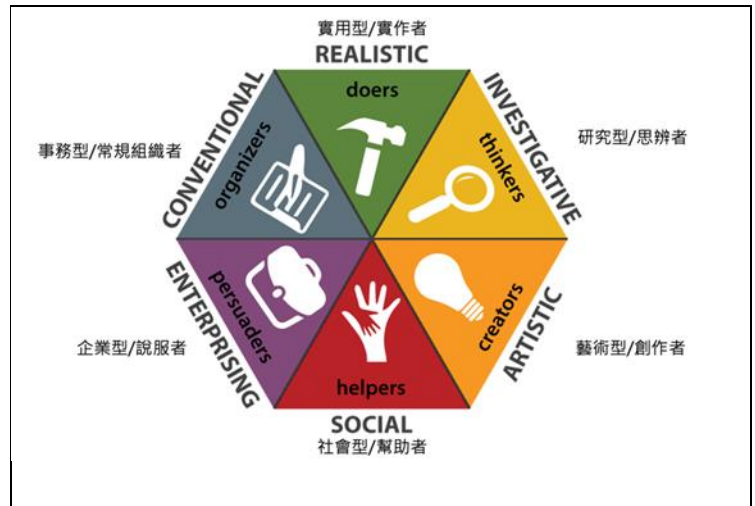 實用型/實作者
REALISTIC
doers
CONVENTIONAL
organizers
事務型/常規組織者
INVESTIGATIVE
thinkers
研究型/思辨者
ENTERPRISING
persuaders
企業型/說服者
ARTISTIC
creators
藝術型/創作者
helpers
SOCIAL
社會型/幫助者